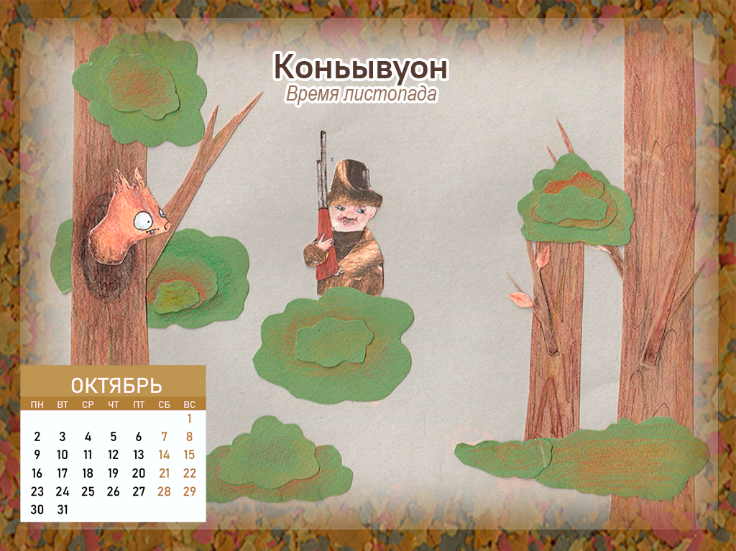 Коньывуон
Время листопада
ОКТЯБРЬ
ПН ВТ СР ЧТ ПТ СБ ВС
1
2 3 4 5 6 7 8
9 10 11 12 13 14 15
16 17 18 19 20 21 22
23 24 25 26 27 28 29
30 31